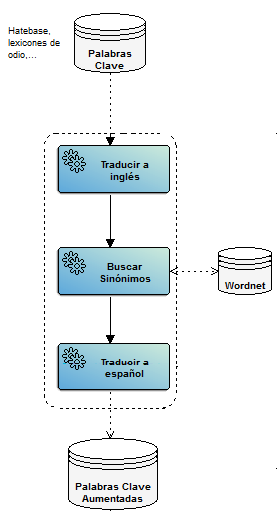 Hatebase,
lexicones de
odio,...
Palabras
Clave
Traducir a
inglés
Buscar
Sinónimos
Wordnet
Traducir a
español
Palabras Clave
Aumentadas